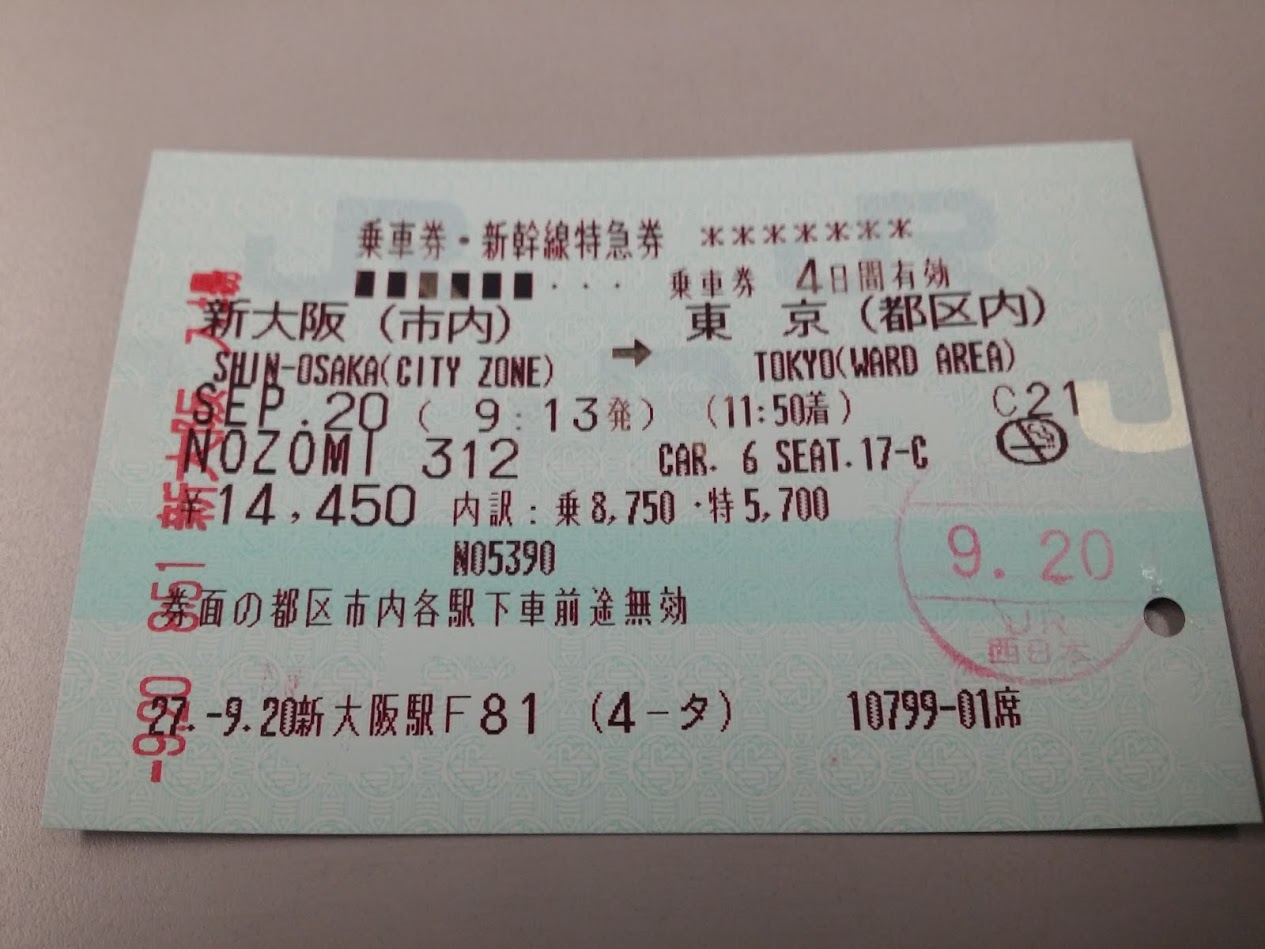 乗車券・新幹線特急券 *******
■■■■■■・・・ 乗車券 4日間有効
新大阪（市内） → 東 京（都区内）
SHIN-OSAKA(CITY ZONE) TOKYO(WARD AREA)
SEP.20（ 9:13発）（11:50着） C21
NOZOMI 312 CAR. 6 SEAT.17-C
¥14,450 内訳：乗8,750・特5,700
N05390
券面の都区市内各駅下車前途無効
27.-9.20新大阪駅F81 （4-タ） 10799-01席
-9.20 851 新大阪 入場
9.20
JR
西日本